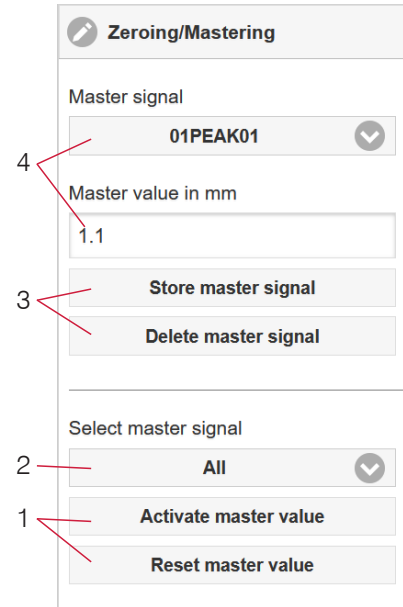 Zeroing/Mastering
Master signal
01PEAK01
4
Master value in mm
1.1
3
Store master signal
Delete master signal
Select master signal
2
All
1
Activate master value
Reset master value